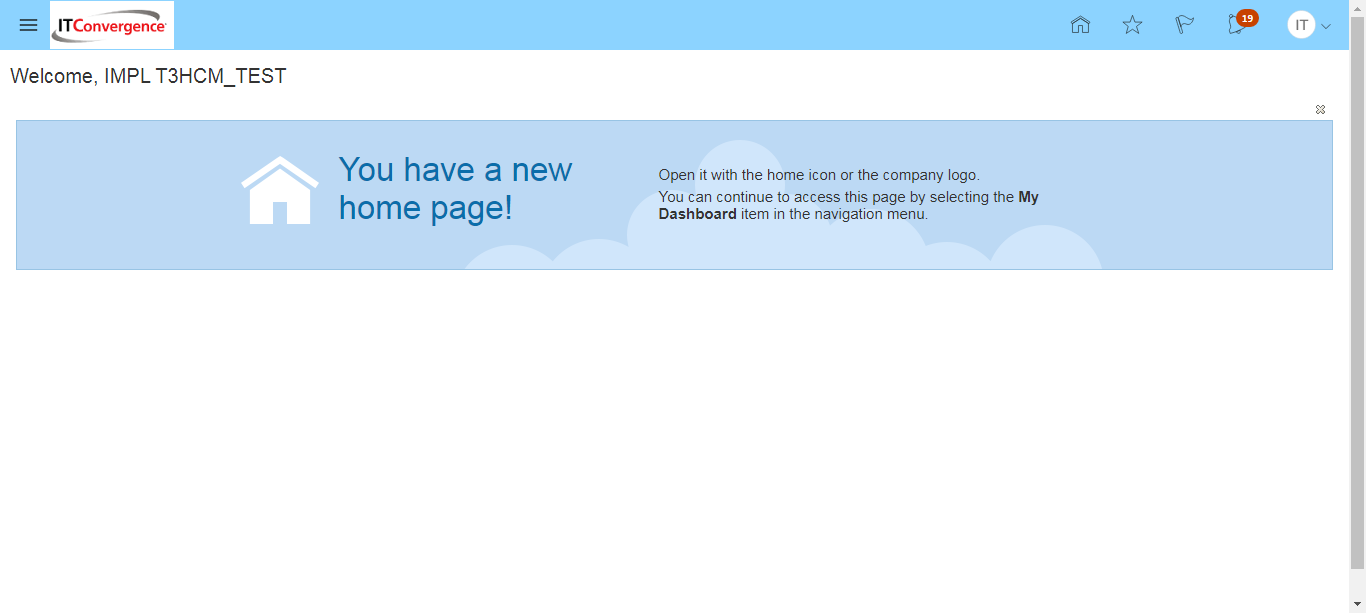 ITConvergence
19
IT
Welcome, IMPL T3HCM_TEST
You have a new
home page!
Open it with the home icon or the company logo.
You can continue to access this page by selecting the My
Dashboard item in the navigation menu.